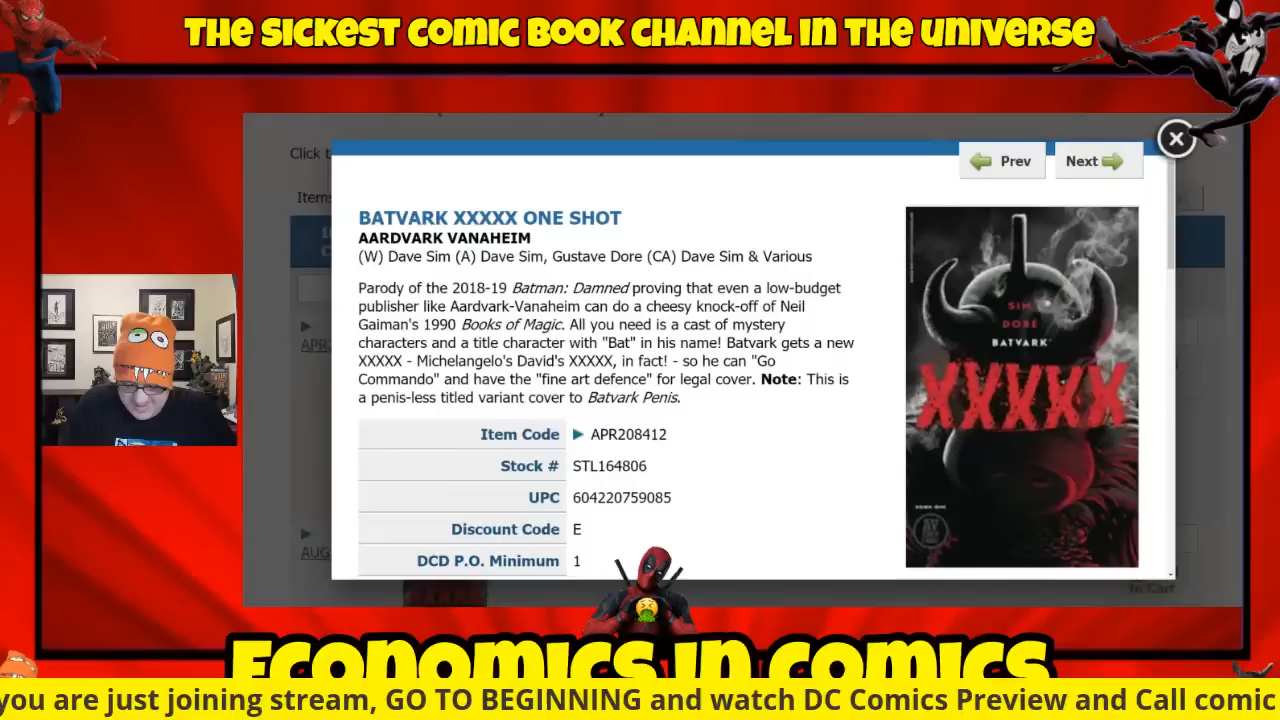 THE SICKEST COMIC BOOK CHANNEL IN THE UNIVERSE
Click t
Items
Prev
Next
BATVARK XXXXX ONE SHOT
AARDVARK VANAHEIM
(W) Dave Sim (A) Dave Sim, Gustave Dore (CA) Dave Sim & Various
Parody of the 2018-19 Batman: Damned proving that even a low-budget
publisher like Aardvark-Vanaheim can do a cheesy knock-off of Neil
Gaiman's 1990 Books of Magic. All you need is a cast of mystery
characters and a title character with "Bat" in his name! Batvark gets a new
XXXXX - Michelangelo's David's XXXXX, in fact! - so he can "Go
Commando" and have the "fine art defence" for legal cover. Note: This is
a penis-less titled variant cover to Batvark Penis.
Item Code APR208412
Stock # STL164806
UPC 604220759085
Discount Code E
DCD P.O. Minimum 1
SIM
DORÉ
BATVARK
XXXXX
BOOK ONE
APR
AUG
In Cart
ECONOMICS IN COMICS
you are just joining stream, GO TO BEGINNING and watch DC Comics Preview and Call comic